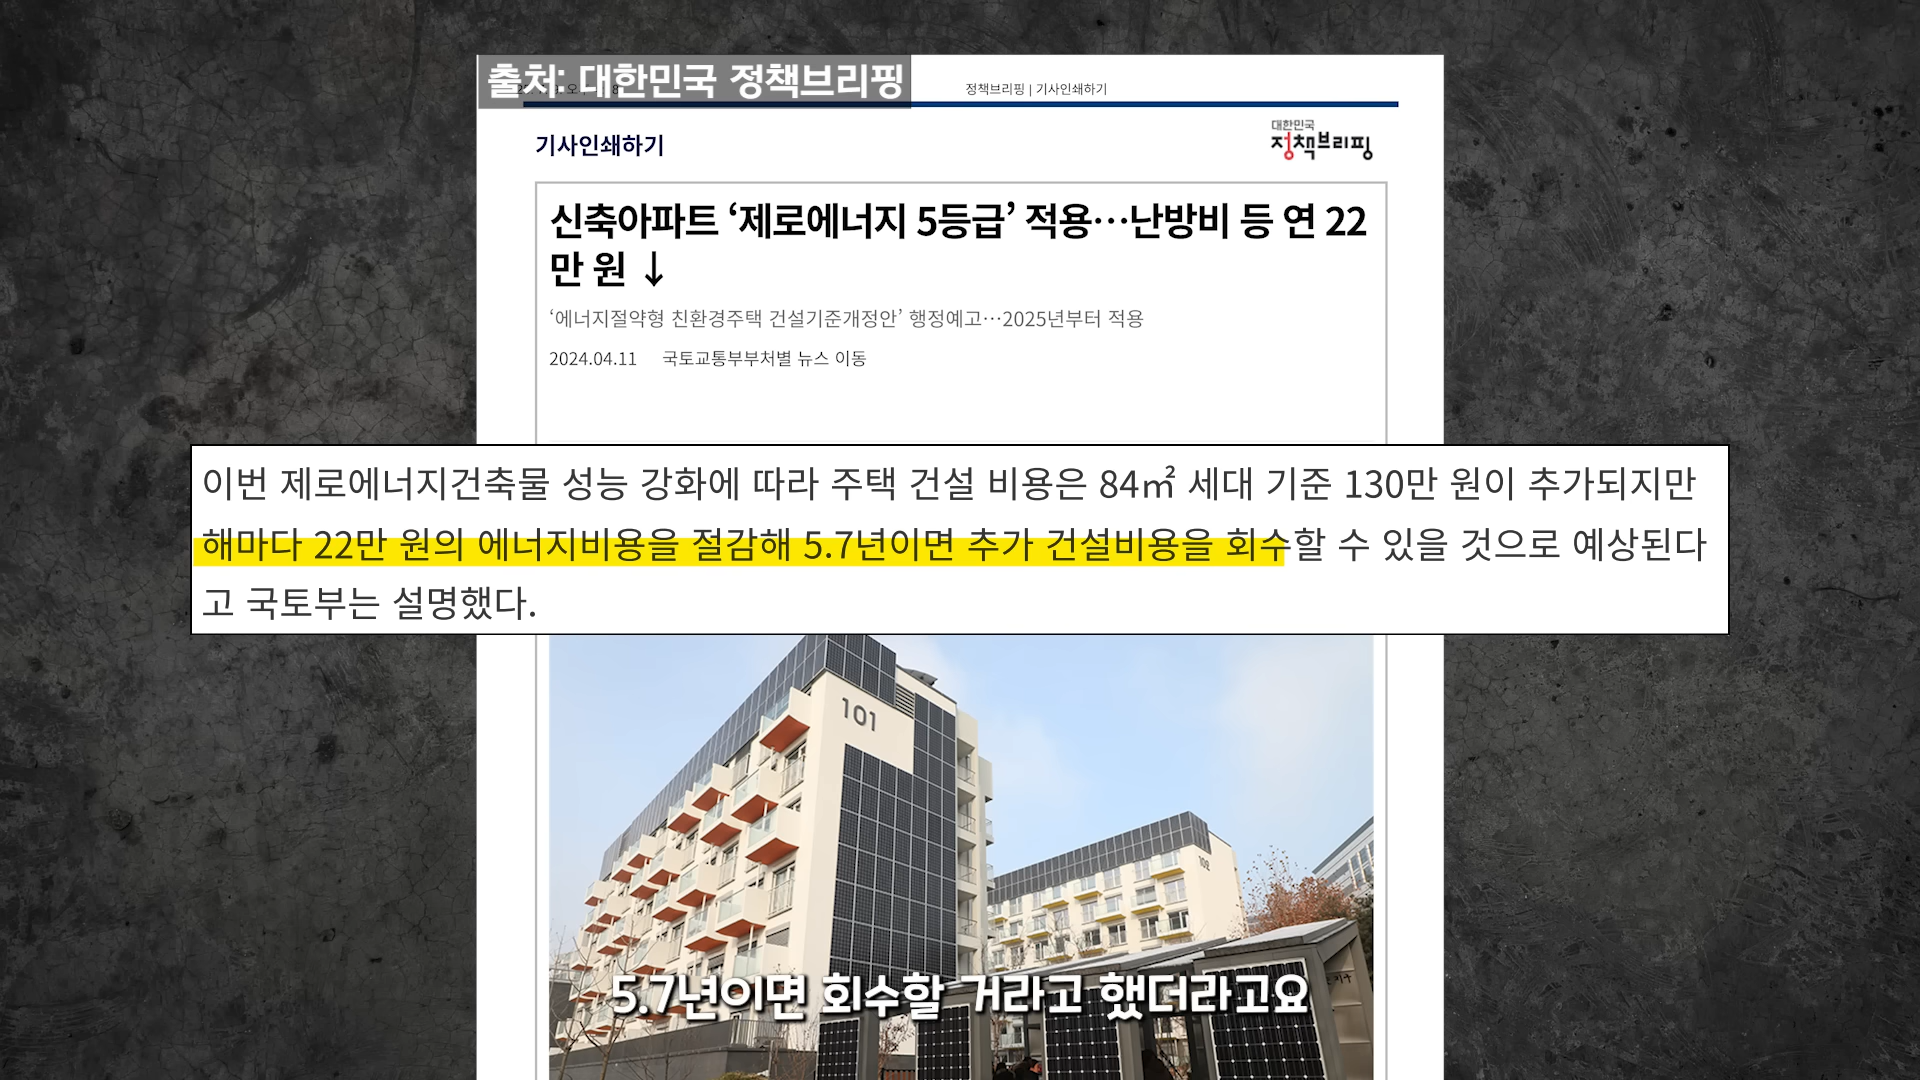 출처: 대한민국 정책브리핑
정책브리핑 | 기사인쇄하기
기사인쇄하기
대한민국
정책브리핑
신축아파트 ‘제로에너지 5등급’ 적용…난방비 등 연 22
만 원 ↓
‘에너지절약형 친환경주택 건설기준개정안’ 행정예고…2025년부터 적용
2024.04.11 국토교통부부처별 뉴스 이동
이번 제로에너지건축물 성능 강화에 따라 주택 건설 비용은 84㎡ 세대 기준 130만 원이 추가되지만
해마다 22만 원의 에너지비용을 절감해 5.7년이면 추가 건설비용을 회수할 수 있을 것으로 예상된다
고 국토부는 설명했다.
101
102
5.7년이면 회수할 거라고 했더라고요